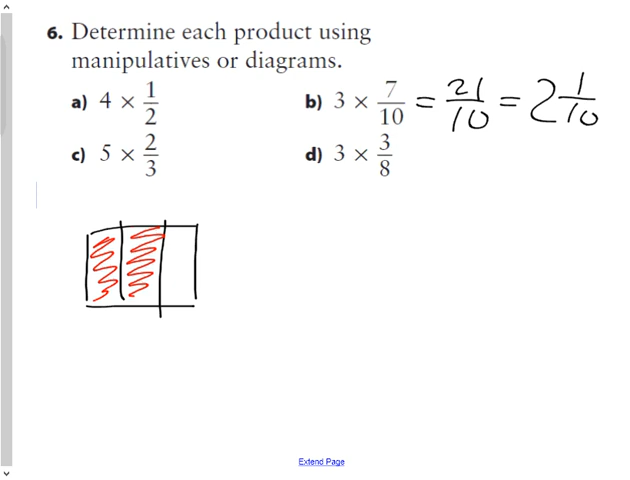 6. Determine each product using
manipulatives or diagrams.
a) 4 × 1/2
b) 3 × 7/10 = 21/10 = 2 1/10
c) 5 × 2/3
d) 3 × 3/8
Extend Page